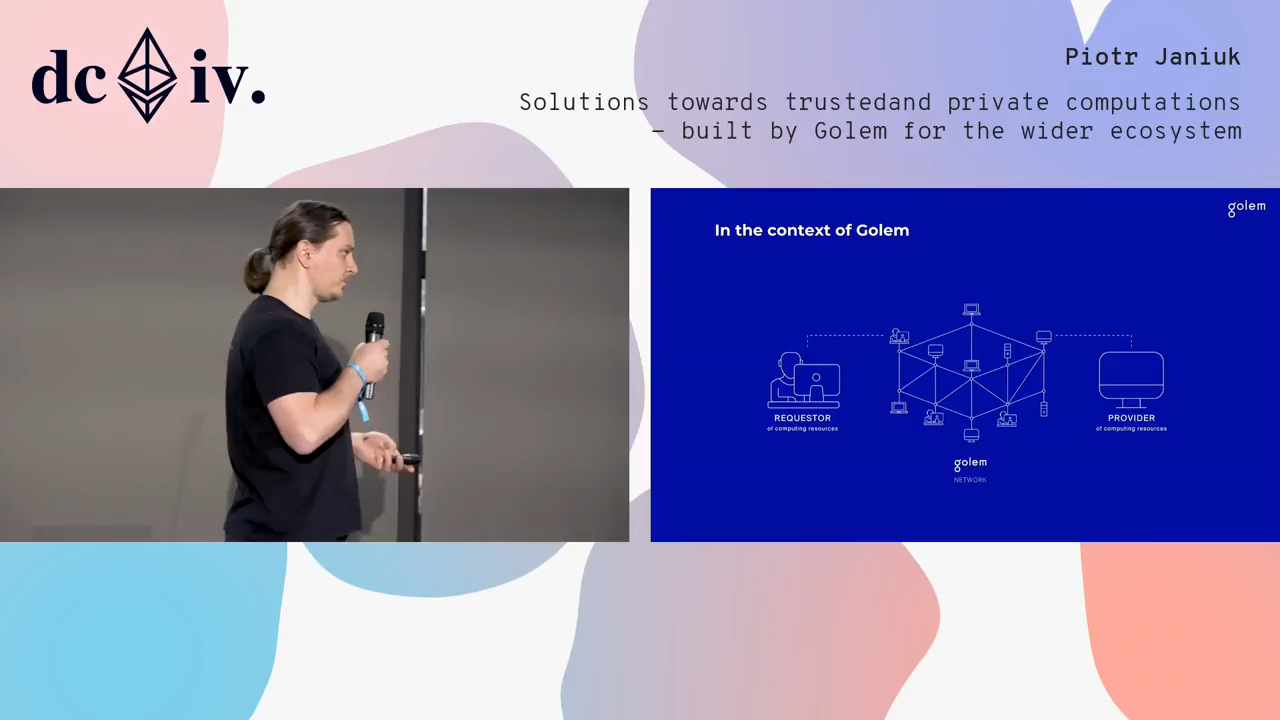 dc iv.
Piotr Janiuk
Solutions towards trustedand private computations
– built by Golem for the wider ecosystem
golem
In the context of Golem
REQUESTOR
of computing resources
PROVIDER
of computing resources
golem
NETWORK